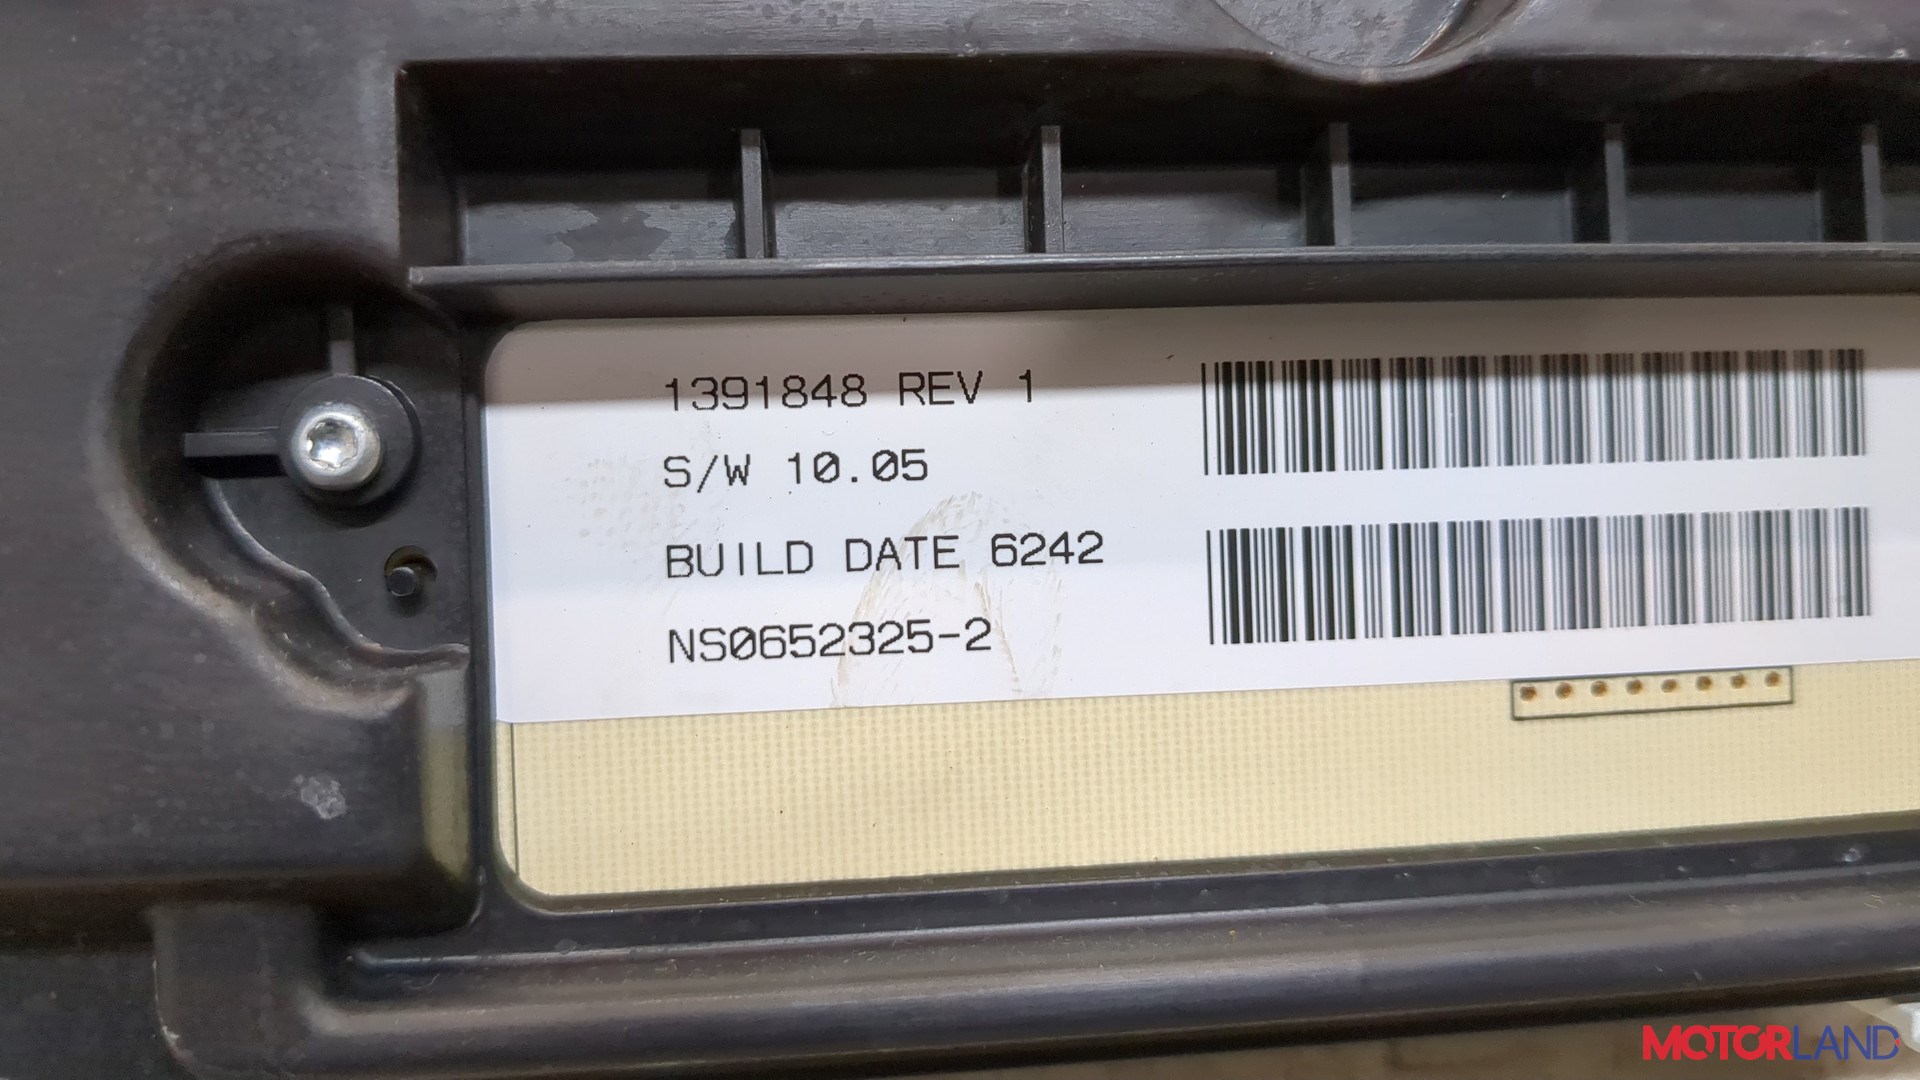 1391848 REV 1
S/W 10.05
BUILD DATE 6242
NS0652325-2
MOTORLAND